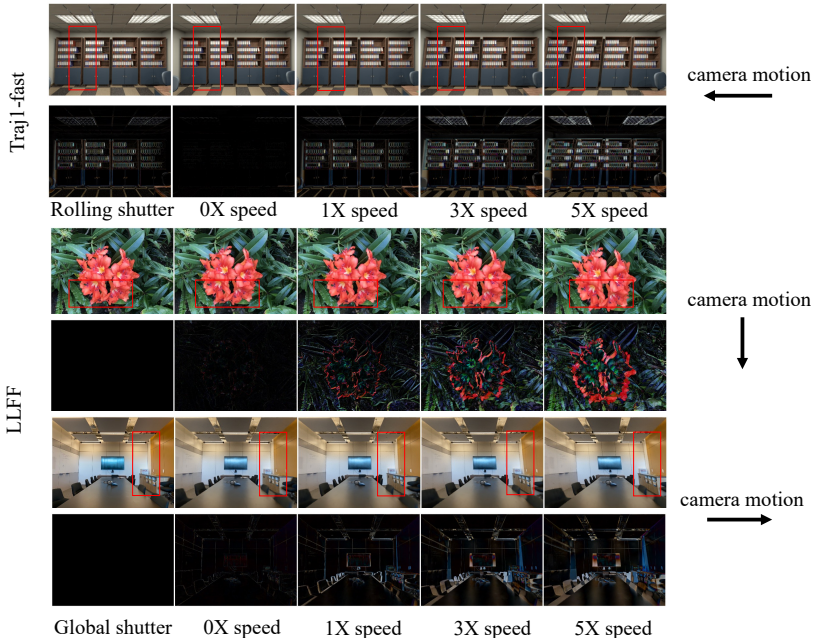 Traj1-fast
camera motion
Rolling shutter 0X speed 1X speed 3X speed 5X speed
LLFF
camera motion
camera motion
Global shutter 0X speed 1X speed 3X speed 5X speed